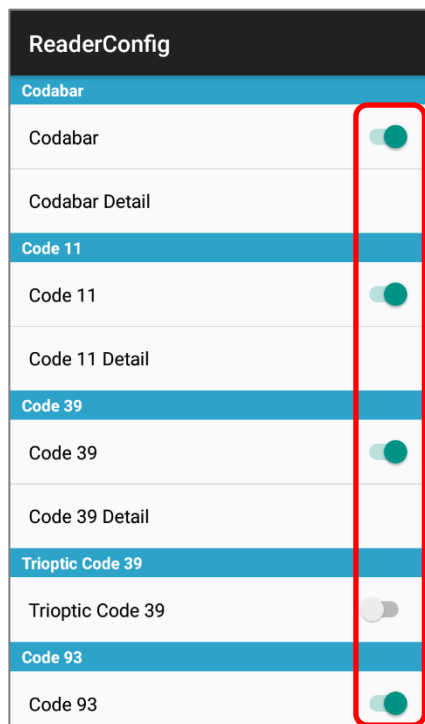 ReaderConfig
Codabar
Codabar
Codabar Detail
Code 11
Code 11
Code 11 Detail
Code 39
Code 39
Code 39 Detail
Trioptic Code 39
Trioptic Code 39
Code 93
Code 93